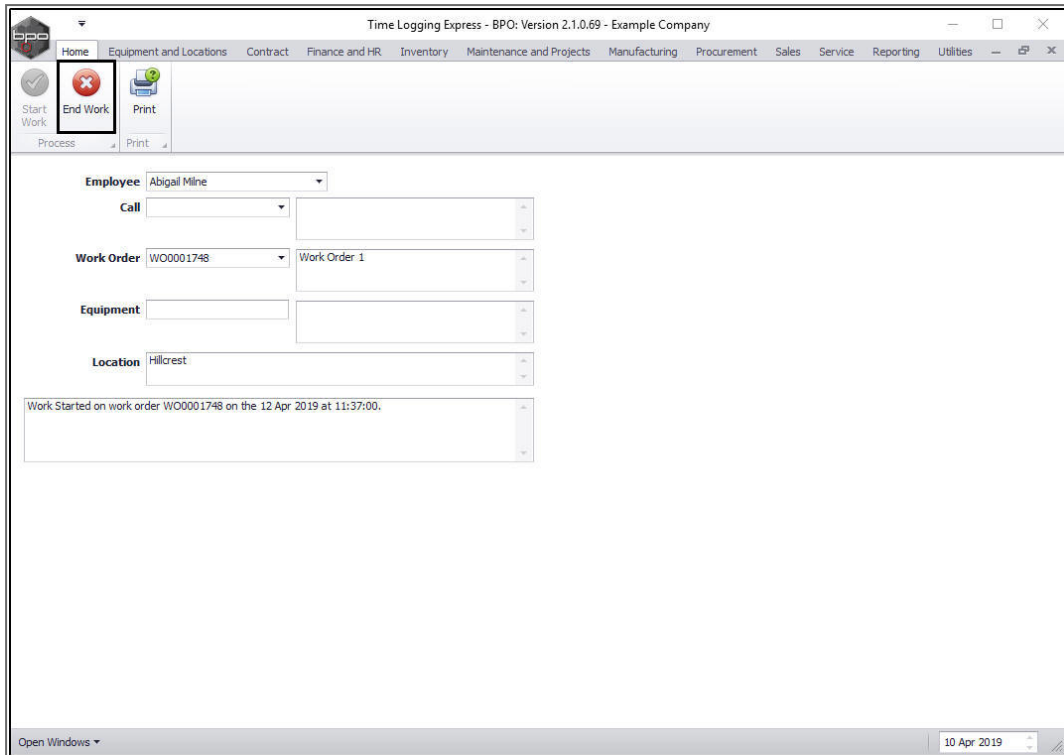 Time Logging Express - BPO: Version 2.1.0.69 - Example Company
bpo
Home Equipment and Locations Contract Finance and HR Inventory Maintenance and Projects Manufacturing Procurement Sales Service Reporting Utilities
Start Work End Work Print
Process Print
Employee Abigail Milne
Call
Work Order WO0001748 Work Order 1
Equipment
Location Hillcrest
Work Started on work order WO0001748 on the 12 Apr 2019 at 11:37:00.
Open Windows 10 Apr 2019